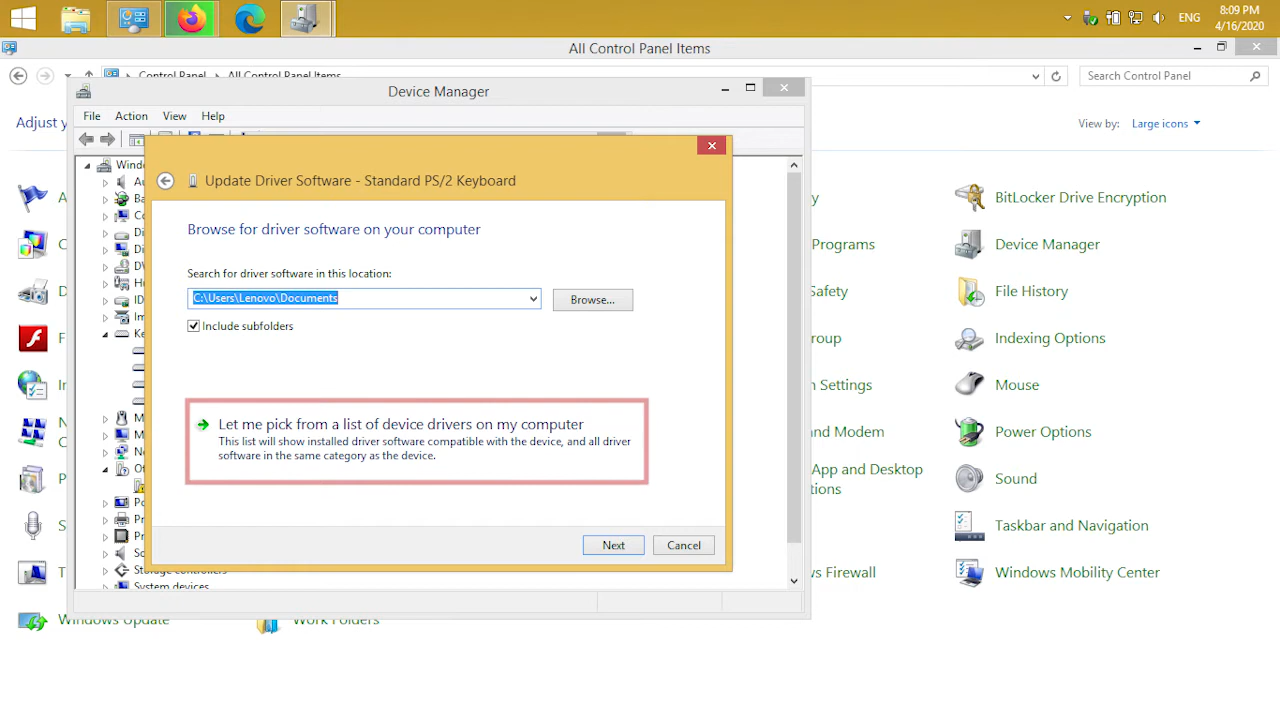 8:09 PM
ENG
4/16/2020
All Control Panel Items
Control Panel
All Control Panel Items
Search Control Panel
Device Manager
Adjust
View by: Large icons
File Action View Help
Update Driver Software - Standard PS/2 Keyboard
Browse for driver software on your computer
Search for driver software in this location:
C:\Users\Lenovo\Documents
Browse...
Include subfolders
Let me pick from a list of device drivers on my computer
This list will show installed driver software compatible with the device, and all driver
software in the same category as the device.
Next
Cancel
System devices
BitLocker Drive Encryption
Programs
Device Manager
File History
Indexing Options
Settings
Mouse
and Modem
Power Options
App and Desktop
Sound
Taskbar and Navigation
Firewall
Windows Mobility Center
Windows Update
Work Folders